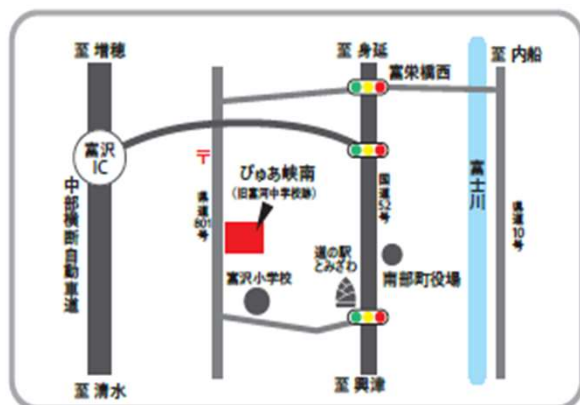 至 増穂
至 身延
至 内船
富栄橋西
富沢
IC
〒
ぴゅあ峡南
(旧富河中学校跡)
中部横断自動車道
県道801号
国道52号
富士川
県道10号
道の駅
とみざわ
南部町役場
富沢小学校
至 清水
至 興津